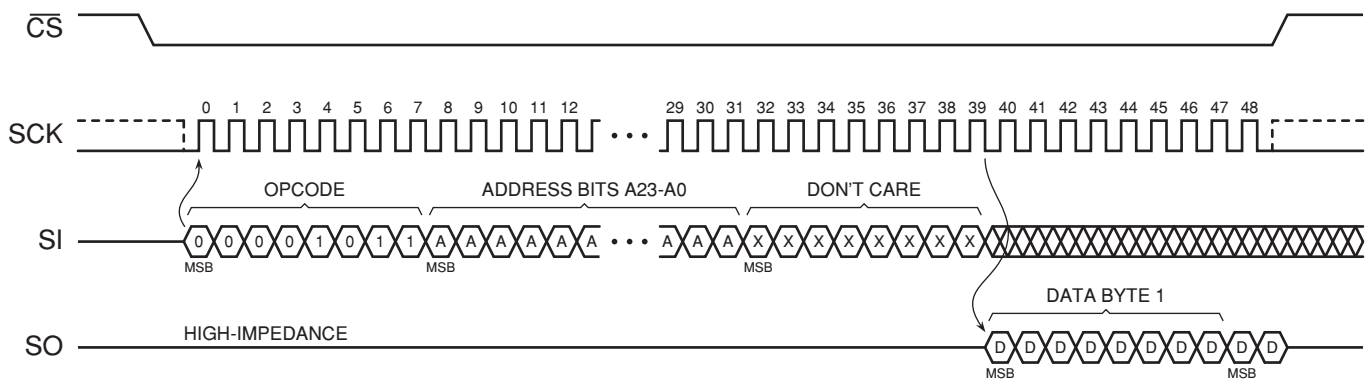 CS
0 1 2 3 4 5 6 7 8 9 10 11 12 29 30 31 32 33 34 35 36 37 38 39 40 41 42 43 44 45 46 47 48
SCK
OPCODE ADDRESS BITS A23-A0 DON'T CARE
SI 0 0 0 0 1 0 1 1 A A A A A A A A A X X X X X X X X
MSB MSB MSB
DATA BYTE 1
HIGH-IMPEDANCE
SO D D D D D D D D D D
MSB MSB